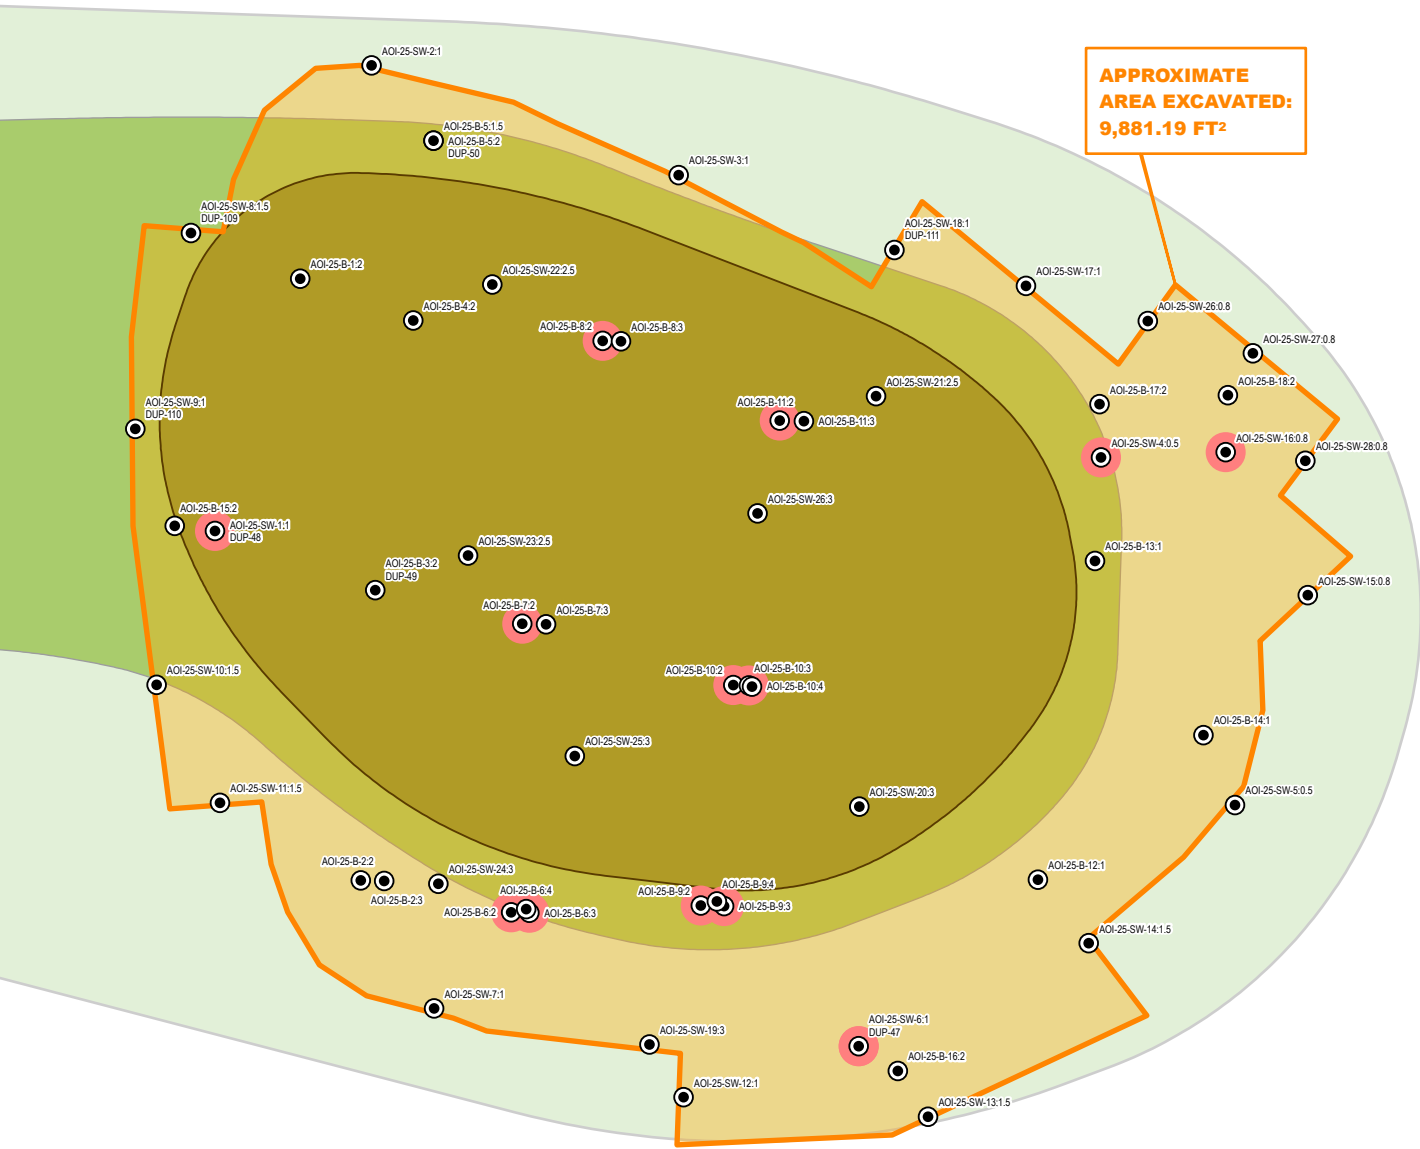 AOI-25-SW-2:1
APPROXIMATE
AREA EXCAVATED:
9,881.19 FT²
AOI-25-B-5:1.5
AOI-25-B-5:2
DUP-50
AOI-25-SW-3:1
AOI-25-SW-8:1.5
DUP-109
AOI-25-SW-18:1
DUP-111
AOI-25-B-1:2
AOI-25-SW-22:2.5
AOI-25-SW-17:1
AOI-25-B-4:2
AOI-25-SW-26:0.8
AOI-25-B-8:2
AOI-25-B-8:3
AOI-25-SW-27:0.8
AOI-25-SW-21:2.5
AOI-25-B-18:2
AOI-25-B-17:2
AOI-25-SW-9:1
DUP-110
AOI-25-B-11:2
AOI-25-B-11:3
AOI-25-SW-4:0.5
AOI-25-SW-16:0.8
AOI-25-SW-28:0.8
AOI-25-SW-26:3
AOI-25-B-15:2
AOI-25-SW-1:1
DUP-48
AOI-25-SW-23:2.5
AOI-25-B-13:1
AOI-25-B-3:2
DUP-49
AOI-25-SW-15:0.8
AOI-25-B-7:2
AOI-25-B-7:3
AOI-25-SW-10:1.5
AOI-25-B-10:2
AOI-25-B-10:3
AOI-25-B-10:4
AOI-25-B-14:1
AOI-25-SW-25:3
AOI-25-SW-11:1.5
AOI-25-SW-20:3
AOI-25-SW-5:0.5
AOI-25-B-2:2
AOI-25-B-2:3
AOI-25-SW-24:3
AOI-25-B-12:1
AOI-25-B-6:4
AOI-25-B-6:2
AOI-25-B-6:3
AOI-25-B-9:2
AOI-25-B-9:4
AOI-25-B-9:3
AOI-25-SW-14:1.5
AOI-25-SW-7:1
AOI-25-SW-19:3
AOI-25-SW-6:1
DUP-47
AOI-25-B-16:2
AOI-25-SW-12:1
AOI-25-SW-13:1.5